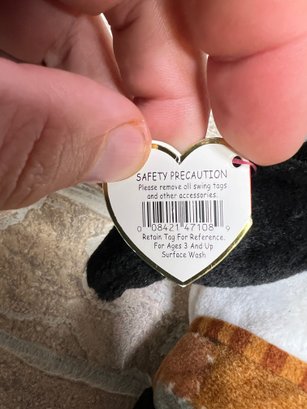 SAFETY PRECAUTION
Please remove all swing tags
and other accessories.
0 08421 47108 9
Retain Tag For Reference.
For Ages 3 And Up
Surface Wash